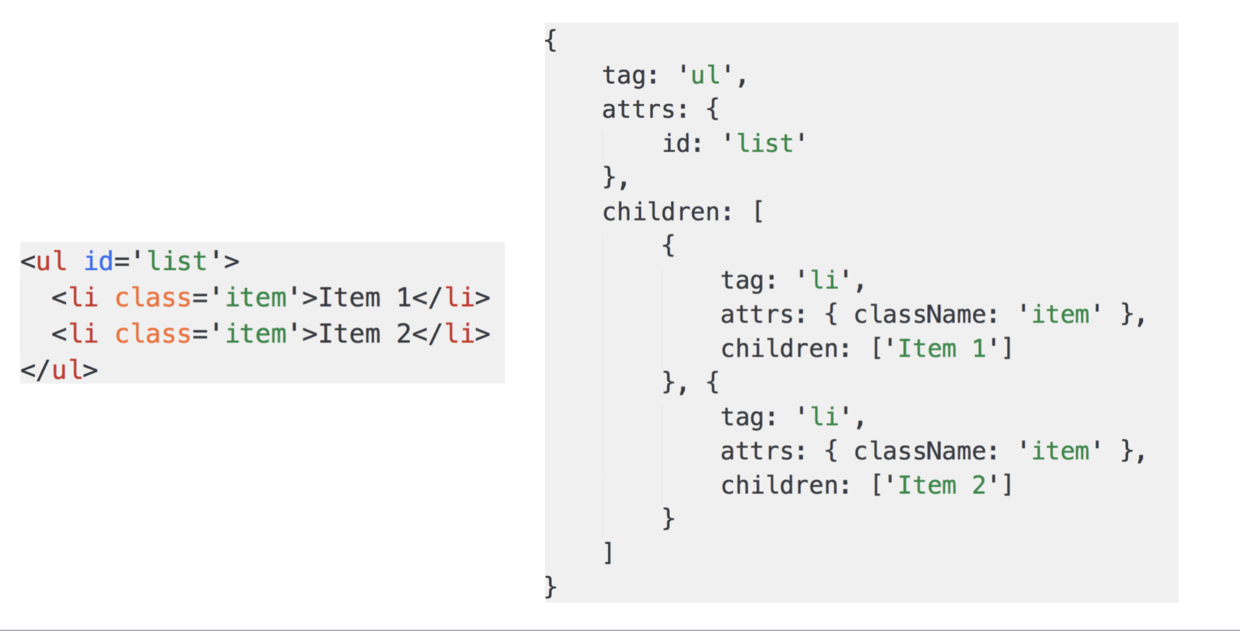 <ul id='list'>
  <li class='item'>Item 1</li>
  <li class='item'>Item 2</li>
</ul>
{
    tag: 'ul',
    attrs: {
        id: 'list'
    },
    children: [
        {
            tag: 'li',
            attrs: { className: 'item' },
            children: ['Item 1']
        }, {
            tag: 'li',
            attrs: { className: 'item' },
            children: ['Item 2']
        }
    ]
}